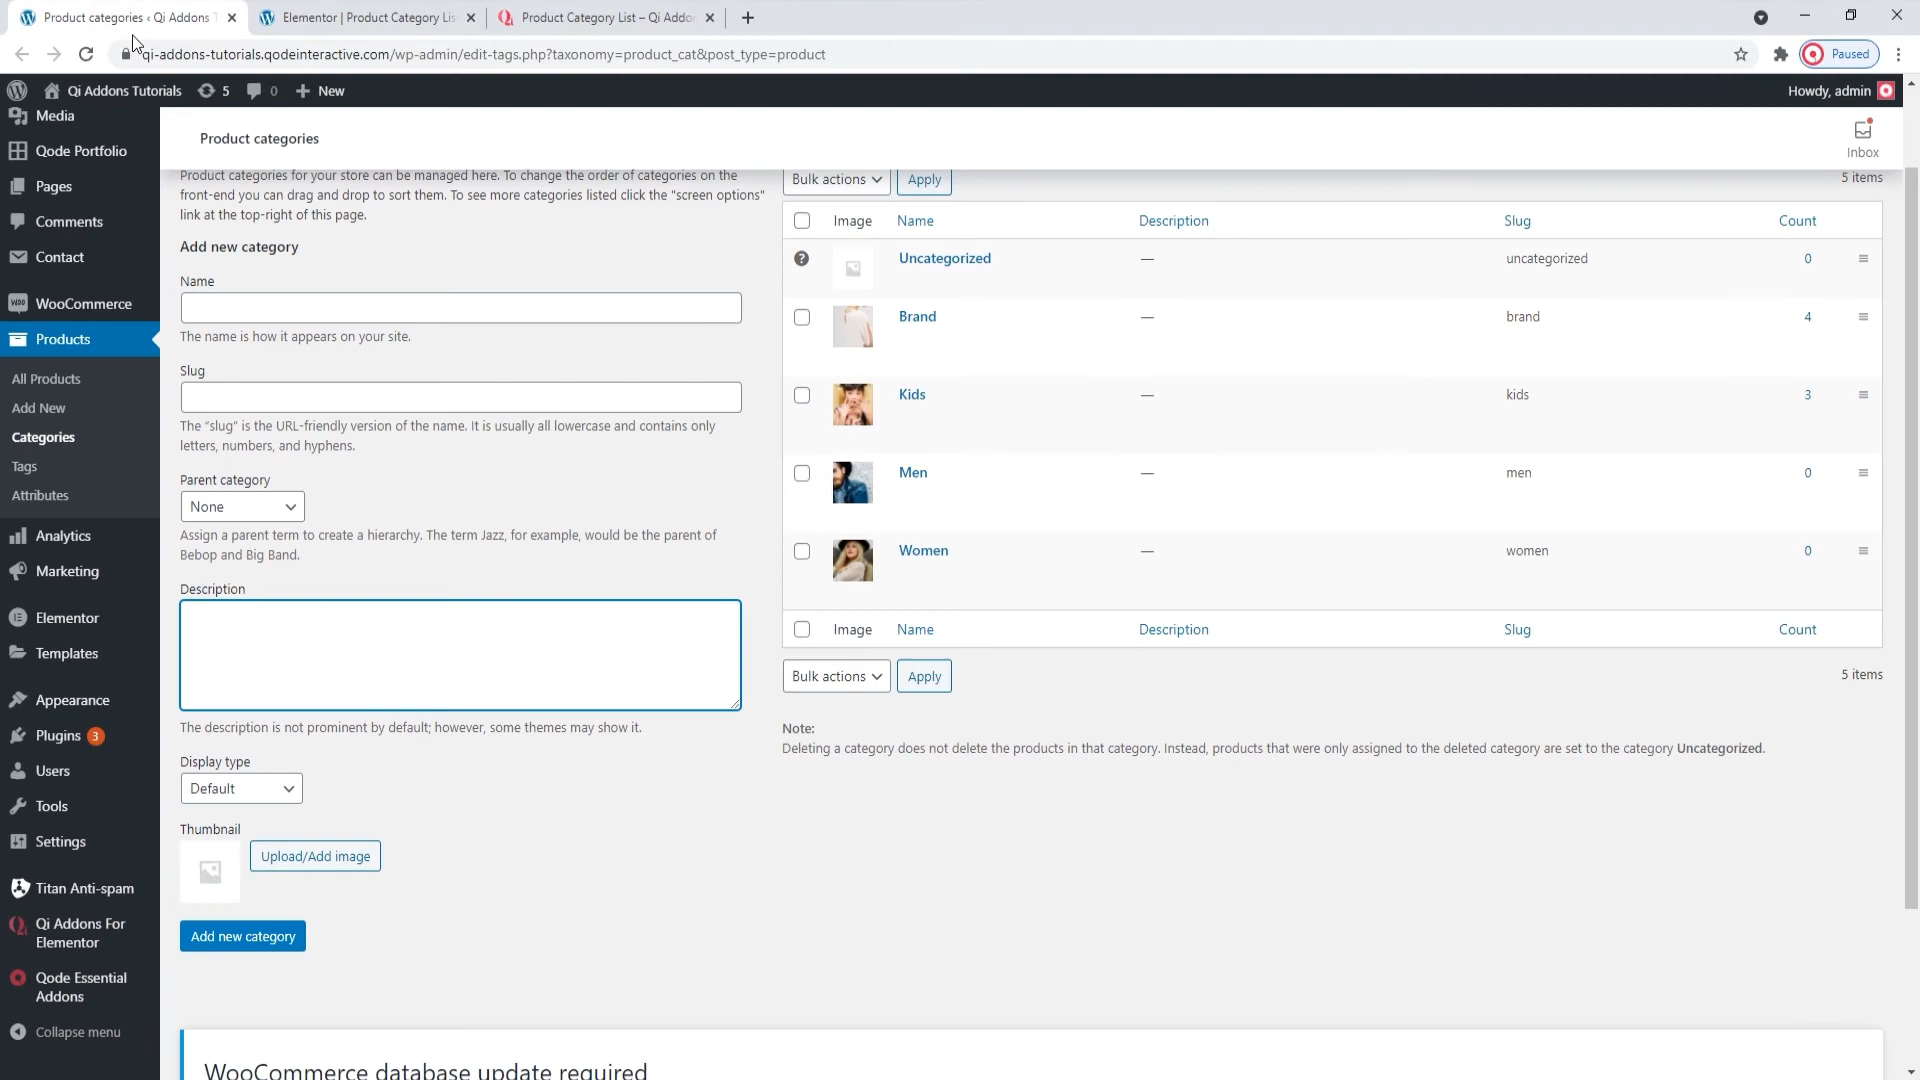 Product categories ‹ Qi Addons T
Elementor | Product Category Lis
Product Category List – Qi Addon
qi-addons-tutorials.qodeinteractive.com/wp-admin/edit-tags.php?taxonomy=product_cat&post_type=product
Paused
Qi Addons Tutorials
5
0
New
Howdy, admin
Media
Qode Portfolio
Pages
Comments
Contact
WooCommerce
Products
All Products
Add New
Categories
Tags
Attributes
Analytics
Marketing
Elementor
Templates
Appearance
Plugins 3
Users
Tools
Settings
Titan Anti-spam
Qi Addons For
Elementor
Qode Essential
Addons
Collapse menu
Product categories
Inbox
Product categories for your store can be managed here. To change the order of categories on the
front-end you can drag and drop to sort them. To see more categories listed click the "screen options"
link at the top-right of this page.
Add new category
Name
The name is how it appears on your site.
Slug
The “slug” is the URL-friendly version of the name. It is usually all lowercase and contains only
letters, numbers, and hyphens.
Parent category
None
Assign a parent term to create a hierarchy. The term Jazz, for example, would be the parent of
Bebop and Big Band.
Description
The description is not prominent by default; however, some themes may show it.
Display type
Default
Thumbnail
Upload/Add image
Add new category
Bulk actions
Apply
5 items
Image Name Description Slug Count
Uncategorized — uncategorized 0
Brand — brand 4
Kids — kids 3
Men — men 0
Women — women 0
Image Name Description Slug Count
Bulk actions
Apply
5 items
Note:
Deleting a category does not delete the products in that category. Instead, products that were only assigned to the deleted category are set to the category Uncategorized.
WooCommerce database update required